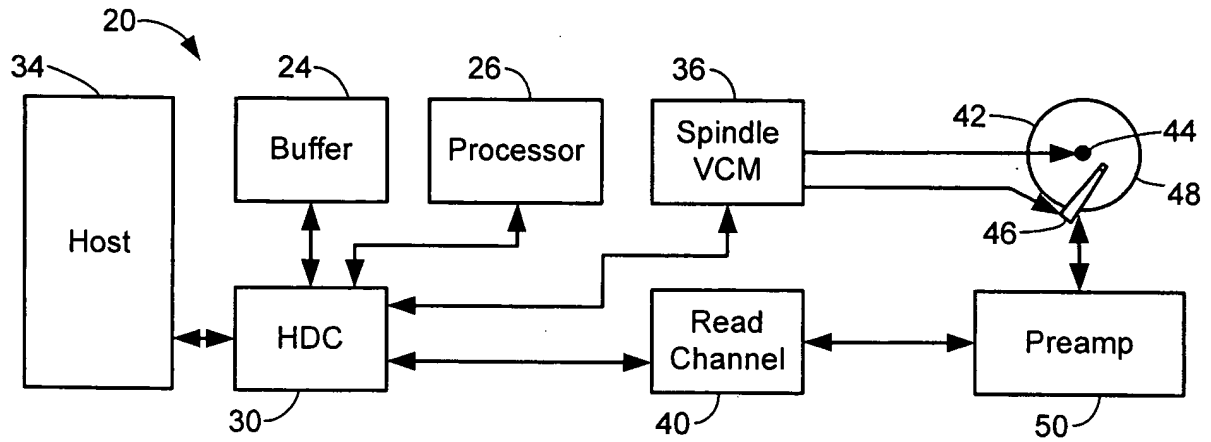 20
34
24
26
36
42
44
48
46
Host
Buffer
Processor
Spindle
VCM
HDC
Read
Channel
Preamp
30
40
50